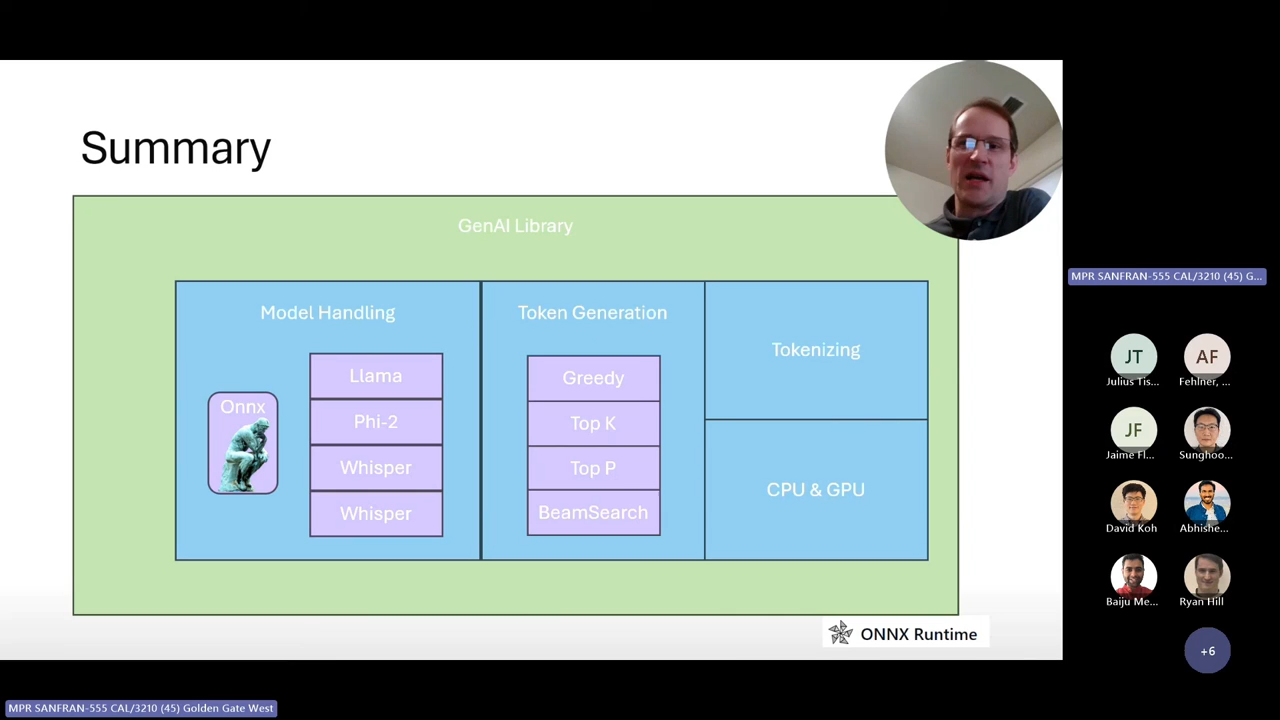 Summary
GenAI Library
Model Handling
Onnx
Llama
Phi-2
Whisper
Whisper
Token Generation
Greedy
Top K
Top P
BeamSearch
Tokenizing
CPU & GPU
ONNX Runtime
MPR SANFRAN-555 CAL/3210 (45) G...
JT
Julius Tis...
AF
Fehlner, ...
JF
Jaime Fl...
Sunghoo...
David Koh
Abhishe...
Baiju Me...
Ryan Hill
+6
MPR SANFRAN-555 CAL/3210 (45) Golden Gate West